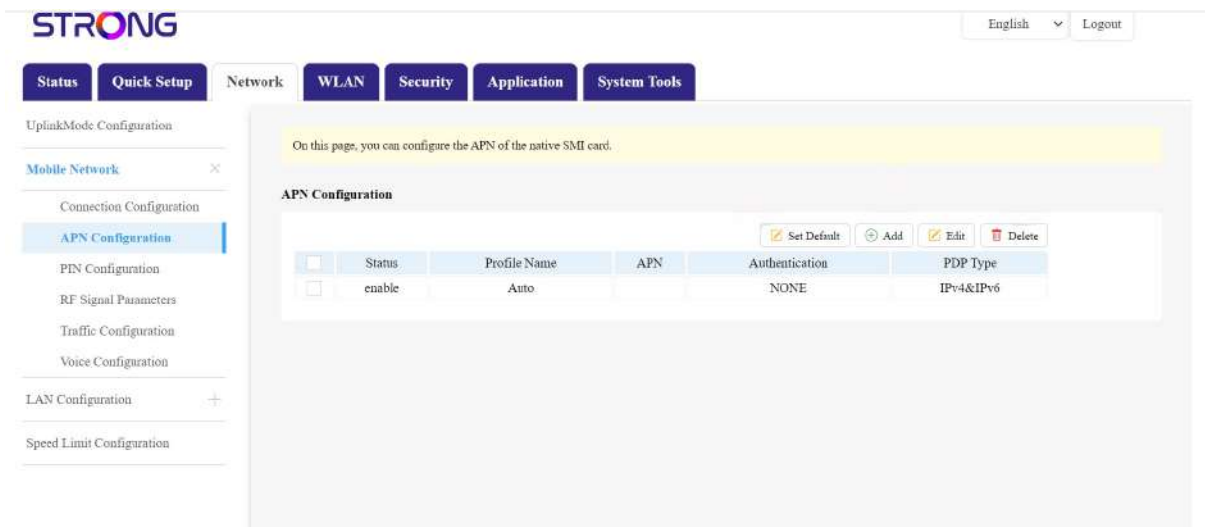 STRONG
English Logout
Status Quick Setup Network WLAN Security Application System Tools
UplinkMode Configuration
On this page, you can configure the APN of the native SMI card.
Mobile Network
APN Configuration
Connection Configuration
Set Default Add Edit Delete
APN Configuration
Status Profile Name APN Authentication PDP Type
PIN Configuration
enable Auto NONE IPv4&IPv6
RF Signal Parameters
Traffic Configuration
Voice Configuration
LAN Configuration
Speed Limit Configuration